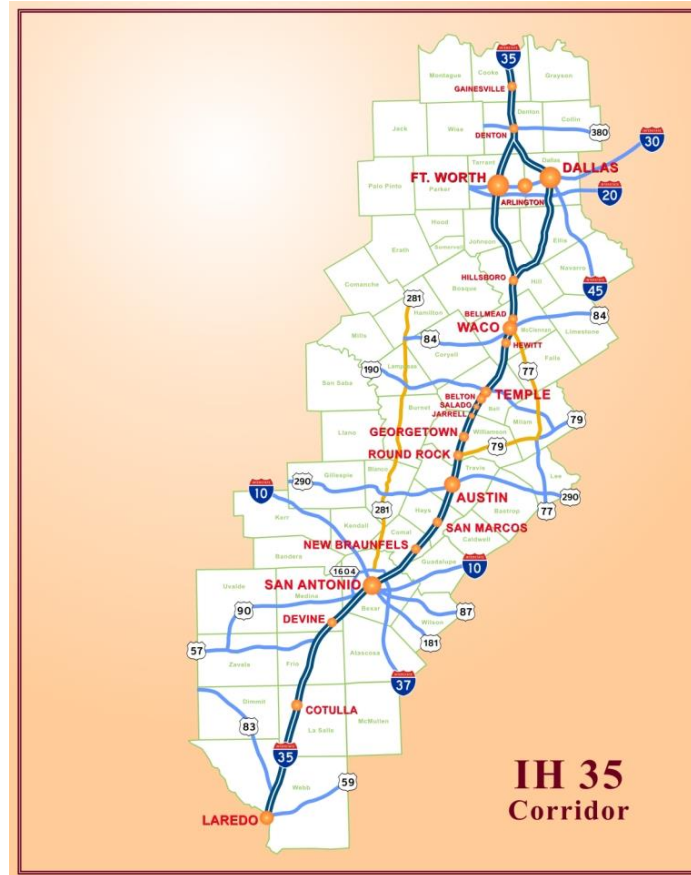 35
Montague
Cooke
Grayson
GAINESVILLE
Denton
Collin
DENTON
380
Jack
Wise
30
Tarrant
Dallas
DALLAS
FT. WORTH
Palo Pinto
Parker
20
ARLINGTON
Hood
Johnson
Ellis
Erath
Somervell
Navarro
HILLSBORO
Hill
45
Comanche
Bosque
281
Hamilton
BELLMEAD
84
WACO
McClennan
Limestone
84
HEWITT
Mills
Coryell
Falls
190
Lampasas
77
San Saba
BELTON
TEMPLE
SALADO
Bell
Burnet
JARRELL
Milam
79
Llano
GEORGETOWN
Williamson
ROUND ROCK
79
Blanco
Travis
Gillespie
Lee
290
10
AUSTIN
290
Bastrop
77
Kerr
281
Hays
SAN MARCOS
Kendall
Caldwell
Comal
NEW BRAUNFELS
Bandera
Guadalupe
1604
10
SAN ANTONIO
Uvalde
Medina
90
Bexar
87
DEVINE
Wilson
181
57
Atascosa
Zavala
Frio
37
Dimmit
COTULLA
83
McMullen
La Salle
35
IH 35
59
Webb
Corridor
LAREDO